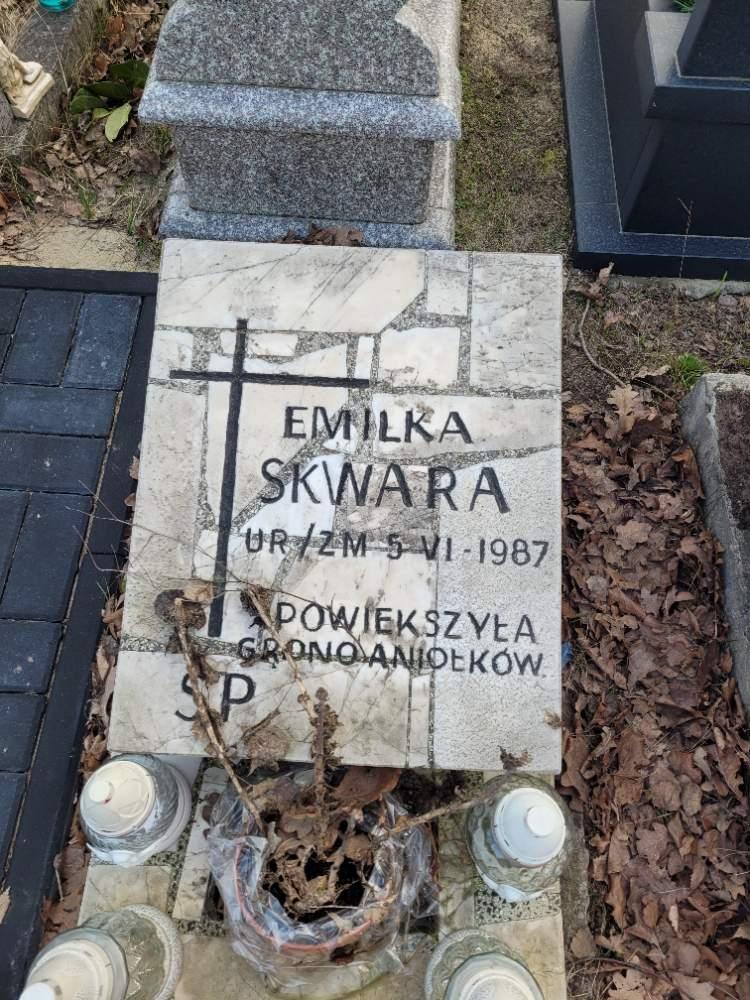 EMILKA
SKWARA
UR/ZM 5-VI-1987
POWIEKSZYŁA
GRONO ANIOŁKÓW
SP